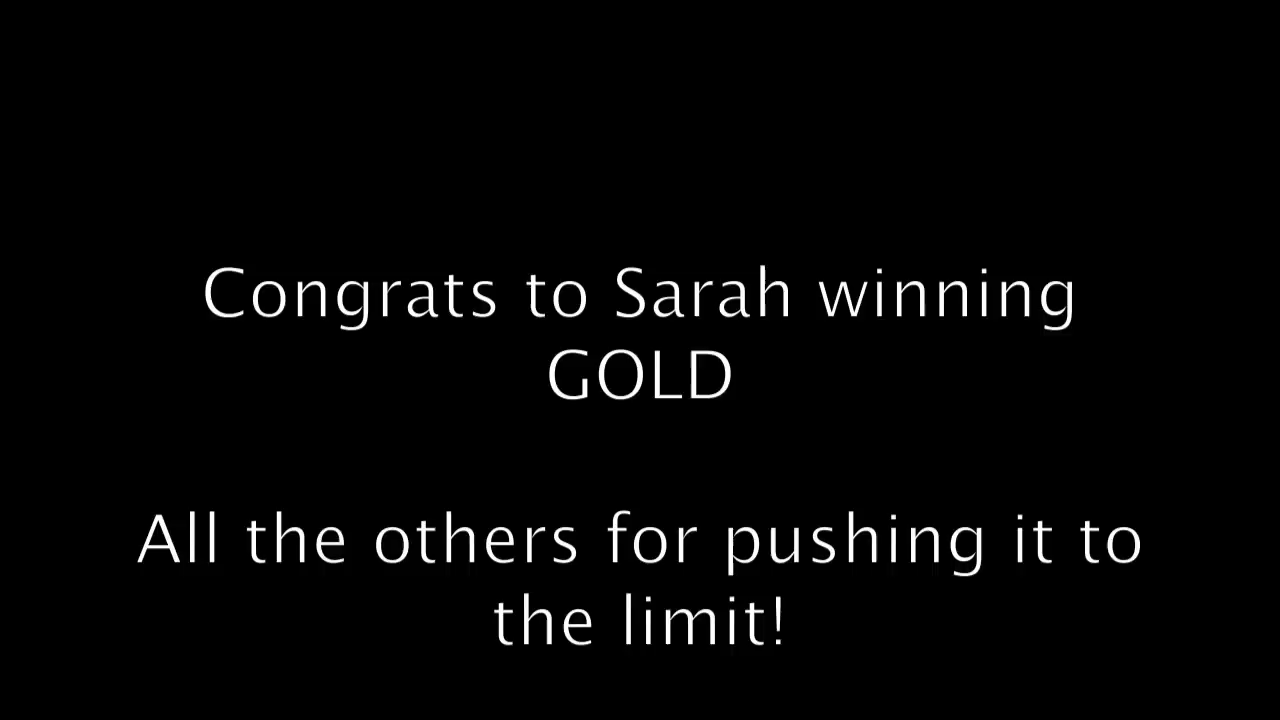 Congrats to Sarah winning
GOLD
All the others for pushing it to
the limit!